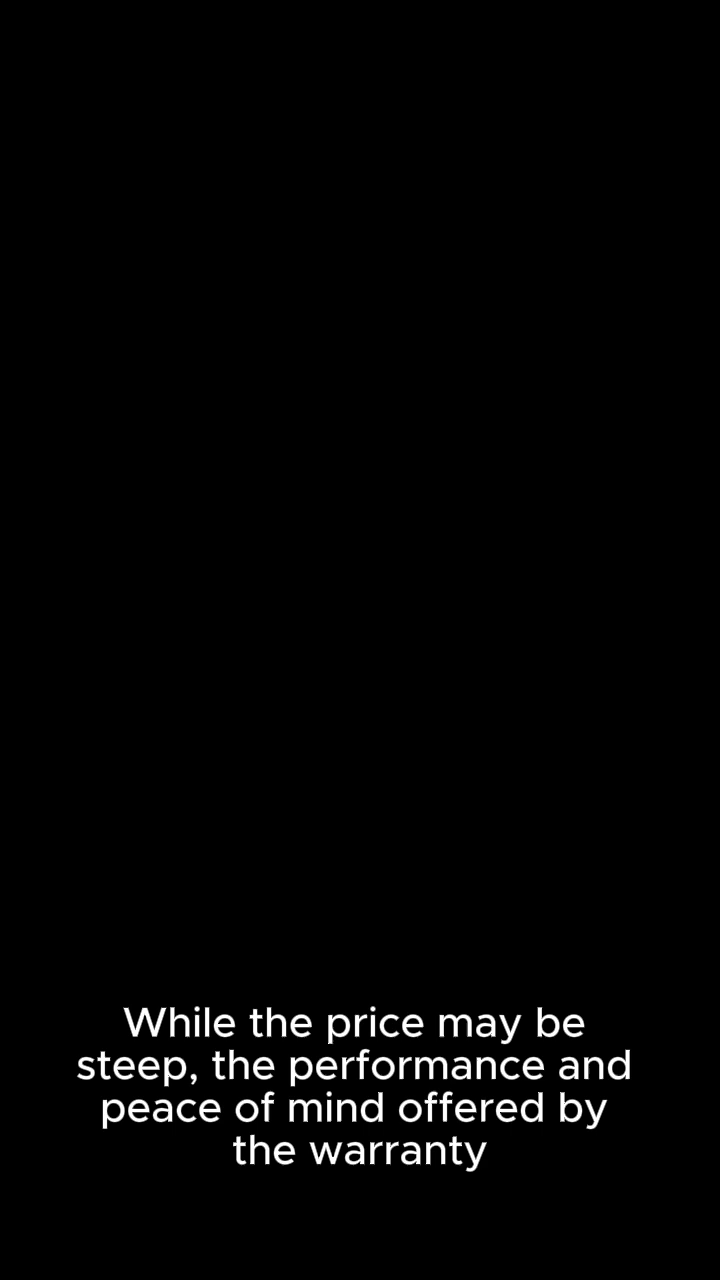 While the price may be
steep, the performance and
peace of mind offered by
the warranty